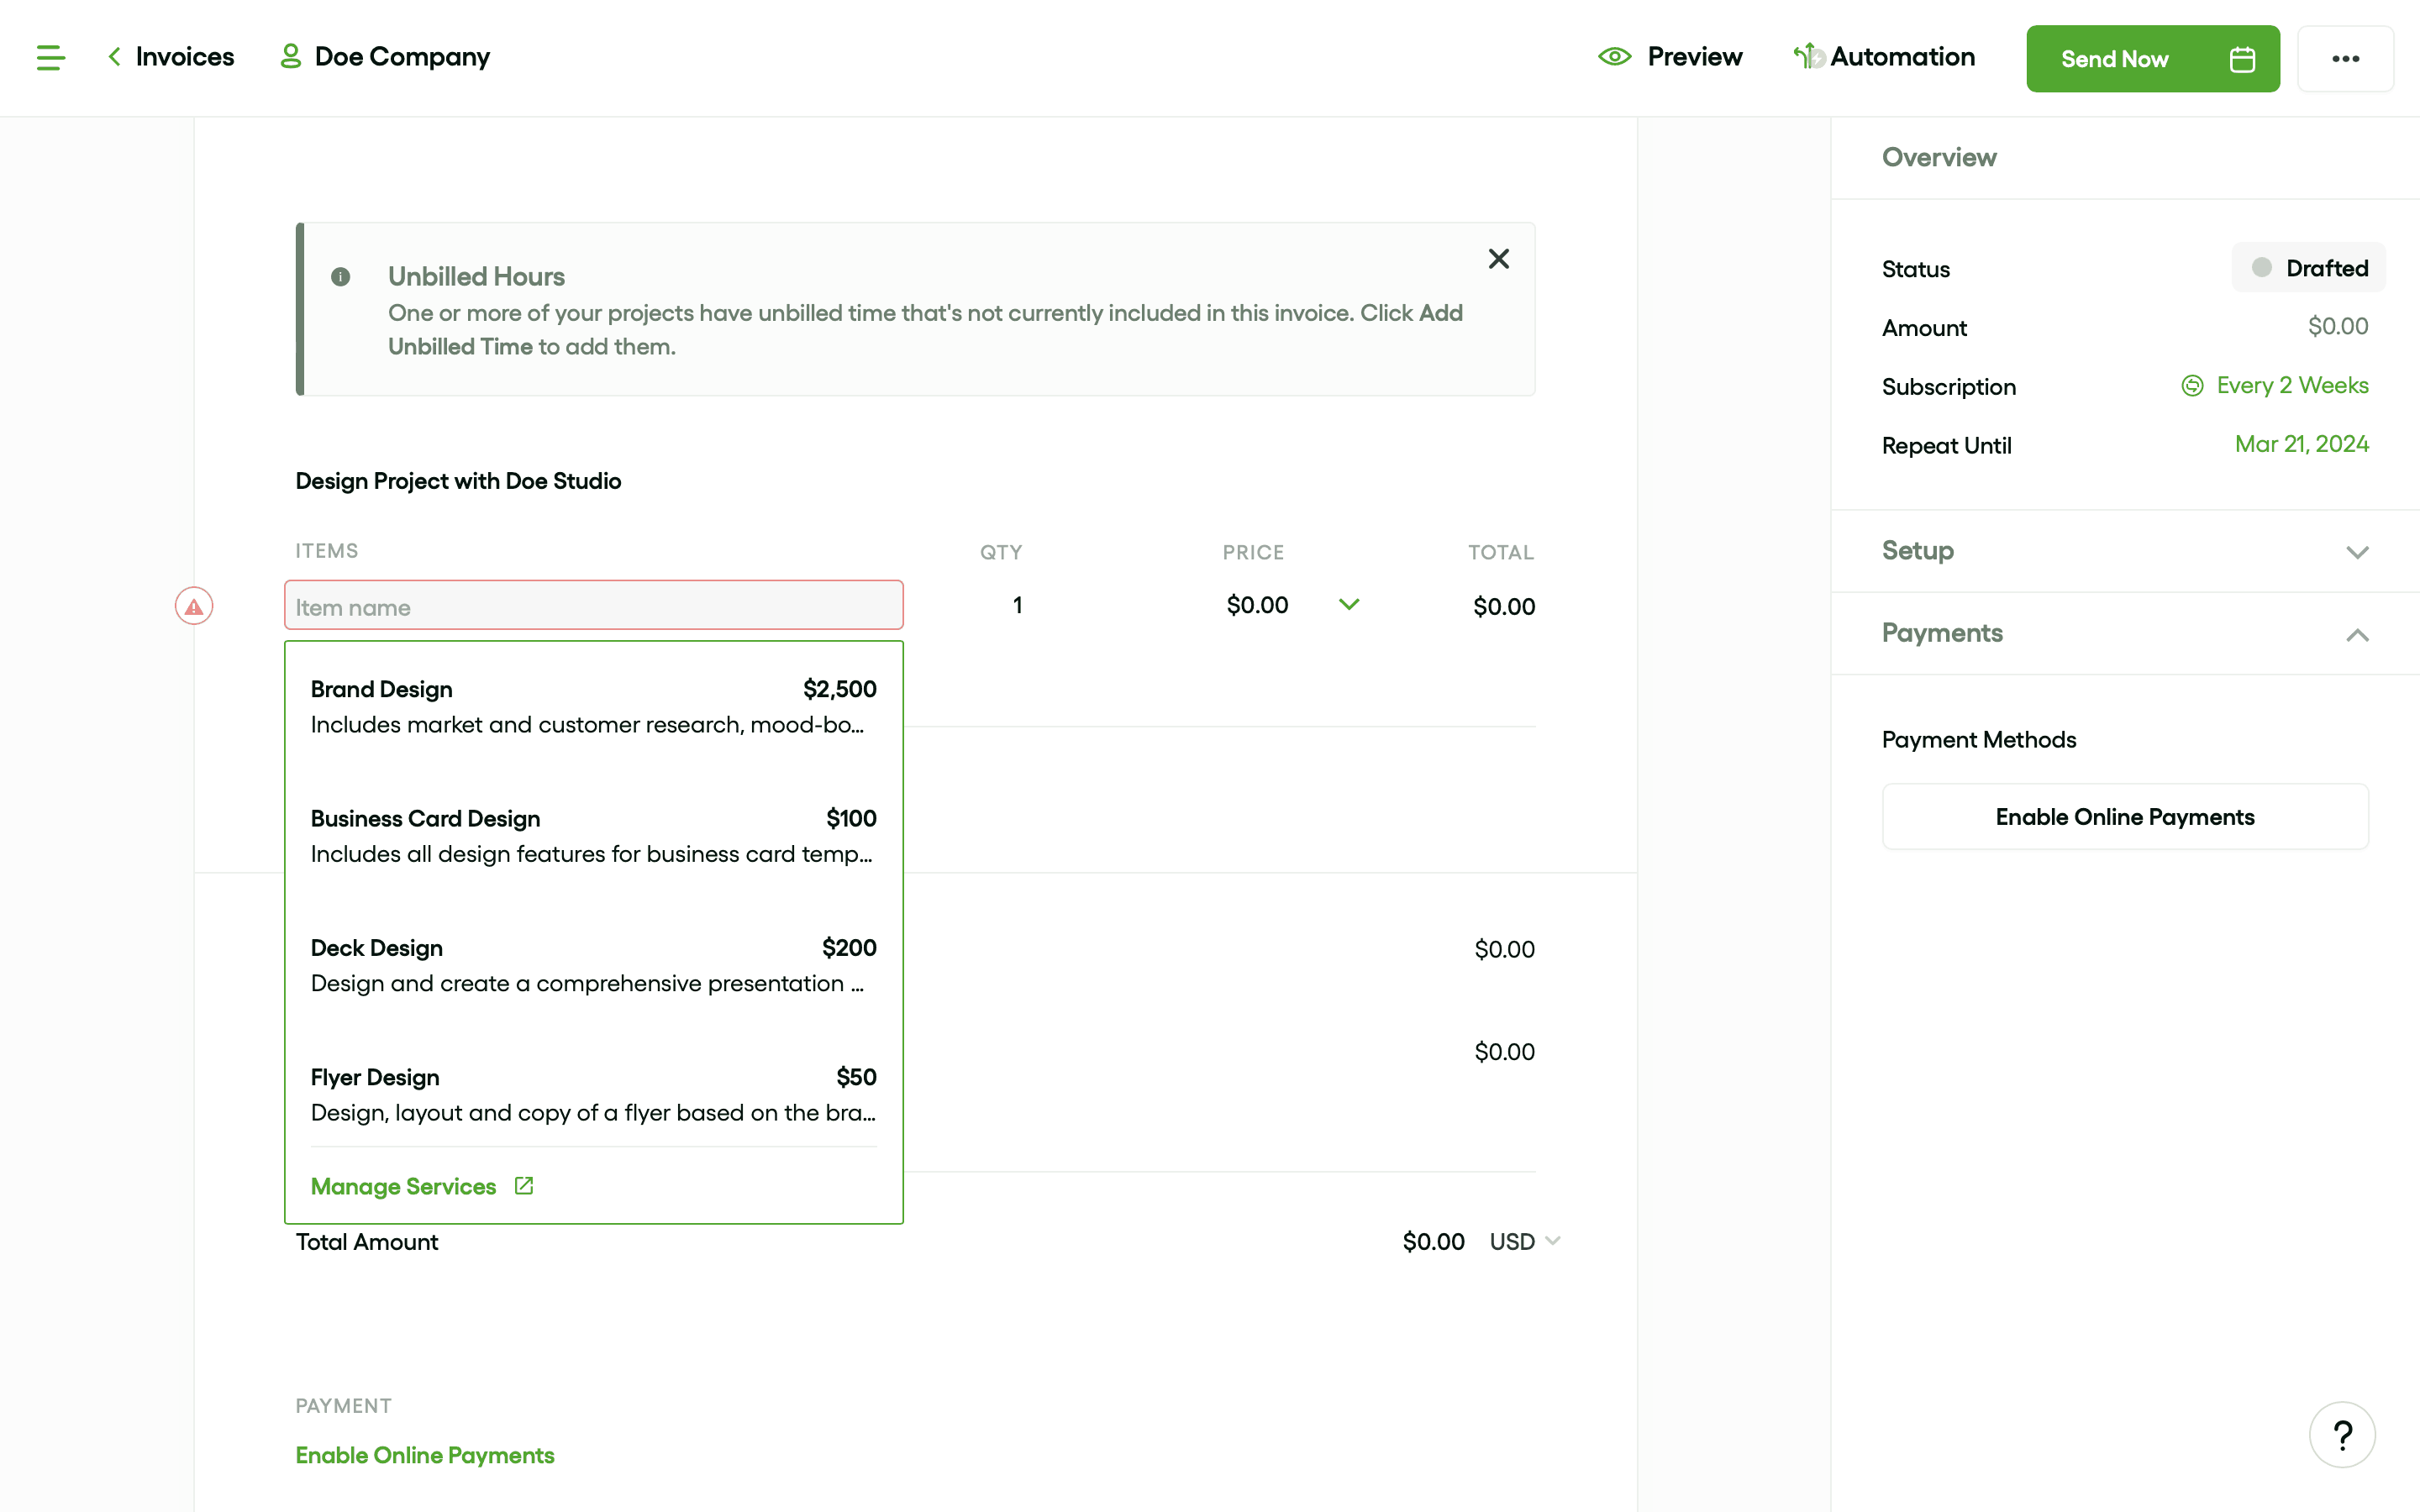 Invoices
Doe Company
Preview
Automation
Send Now
Overview
Status
Drafted
Amount
$0.00
Subscription
Every 2 Weeks
Repeat Until
Mar 21, 2024
Setup
Payments
Payment Methods
Enable Online Payments
Unbilled Hours
One or more of your projects have unbilled time that's not currently included in this invoice. Click Add
Unbilled Time to add them.
Design Project with Doe Studio
ITEMS
QTY
PRICE
TOTAL
Item name
1
$0.00
$0.00
Brand Design
$2,500
Includes market and customer research, mood-bo...
Business Card Design
$100
Includes all design features for business card temp...
Deck Design
$200
Design and create a comprehensive presentation ...
Flyer Design
$50
Design, layout and copy of a flyer based on the bra...
Manage Services
$0.00
$0.00
Total Amount
$0.00
USD
PAYMENT
Enable Online Payments
?